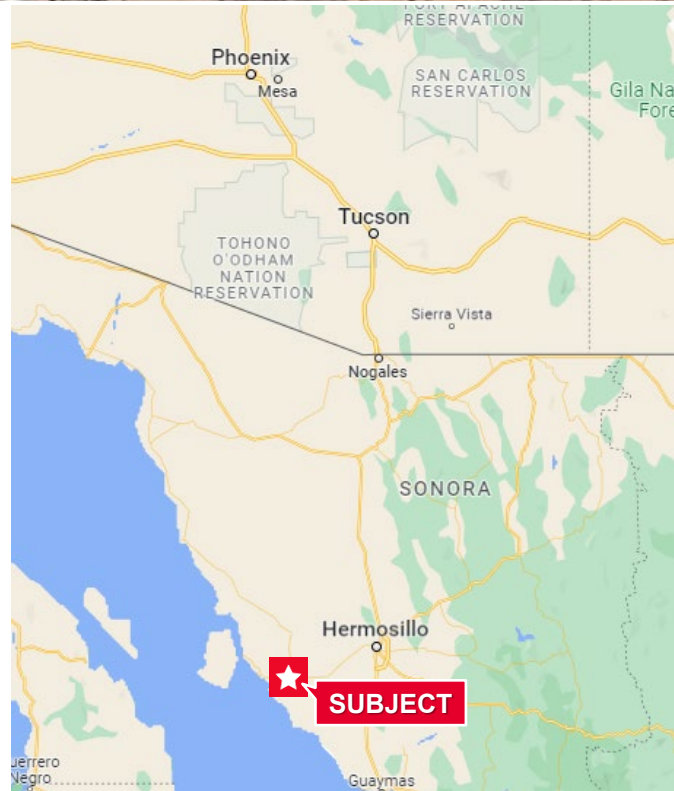 FORT APACHE
RESERVATION
Phoenix
Mesa
SAN CARLOS
RESERVATION
Gila Na
Fore
Tucson
TOHONO
O'ODHAM
NATION
RESERVATION
Sierra Vista
Nogales
SONORA
Hermosillo
SUBJECT
uerrero
Negro
Guaymas